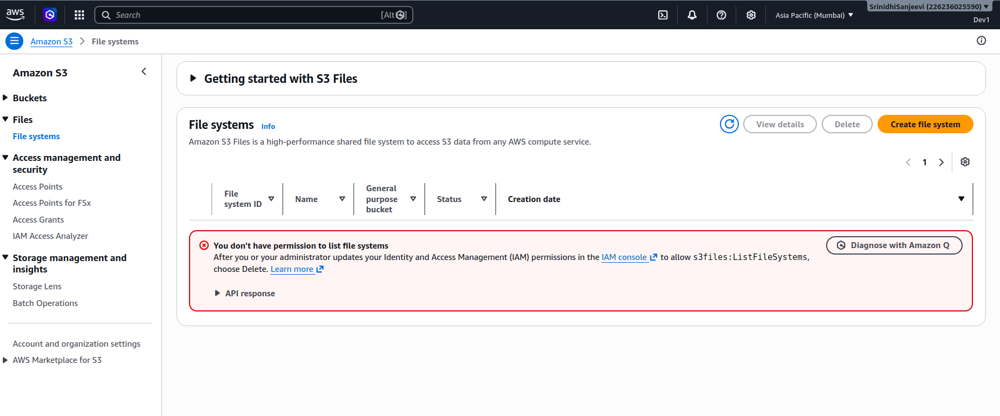 aws
Search
[Alt+S]
Asia Pacific (Mumbai)
SrinidhiSanjeevi (226236025590)
Dev1
Amazon S3
File systems
Amazon S3
Buckets
Files
File systems
Access management and
security
Access Points
Access Points for FSx
Access Grants
IAM Access Analyzer
Storage management and
insights
Storage Lens
Batch Operations
Account and organization settings
AWS Marketplace for S3
Getting started with S3 Files
File systems Info
View details
Delete
Create file system
Amazon S3 Files is a high-performance shared file system to access S3 data from any AWS compute service.
1
File
system ID
Name
General
purpose
bucket
Status
Creation date
You don't have permission to list file systems
After you or your administrator updates your Identity and Access Management (IAM) permissions in the IAM console to allow s3files:ListFileSystems,
choose Delete. Learn more
Diagnose with Amazon Q
API response